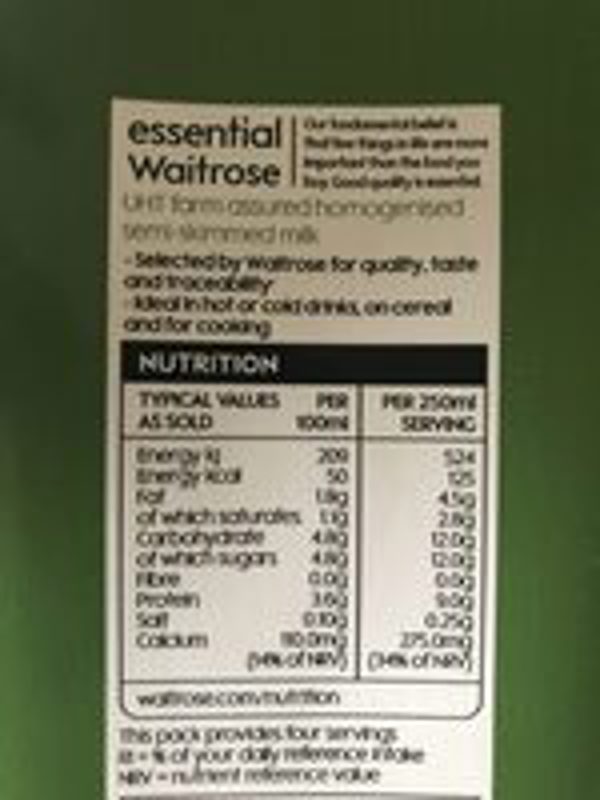 essential
Waitrose
Our fundamental belief is
that few things in life are more
important than the food you
buy. Good quality is essential.
UHT farm assured homogenised
semi-skimmed milk
- Selected by Waitrose for quality, taste
and traceability
- Ideal in hot or cold drinks, on cereal
and for cooking
NUTRITION
TYPICAL VALUES PER PER 250ml
AS SOLD 100ml SERVING
Energy kJ 209 524
Energy kcal 50 125
Fat 1.8g 4.5g
of which saturates 1.1g 2.8g
Carbohydrate 4.8g 12.0g
of which sugars 4.8g 12.0g
Fibre 0.0g 0.0g
Protein 3.6g 9.0g
Salt 0.10g 0.25g
Calcium 110.0mg 275.0mg
(14% of NRV) (34% of NRV)
waitrose.com/nutrition
This pack provides four servings
RI = % of your daily reference intake
NRV = nutrient reference value